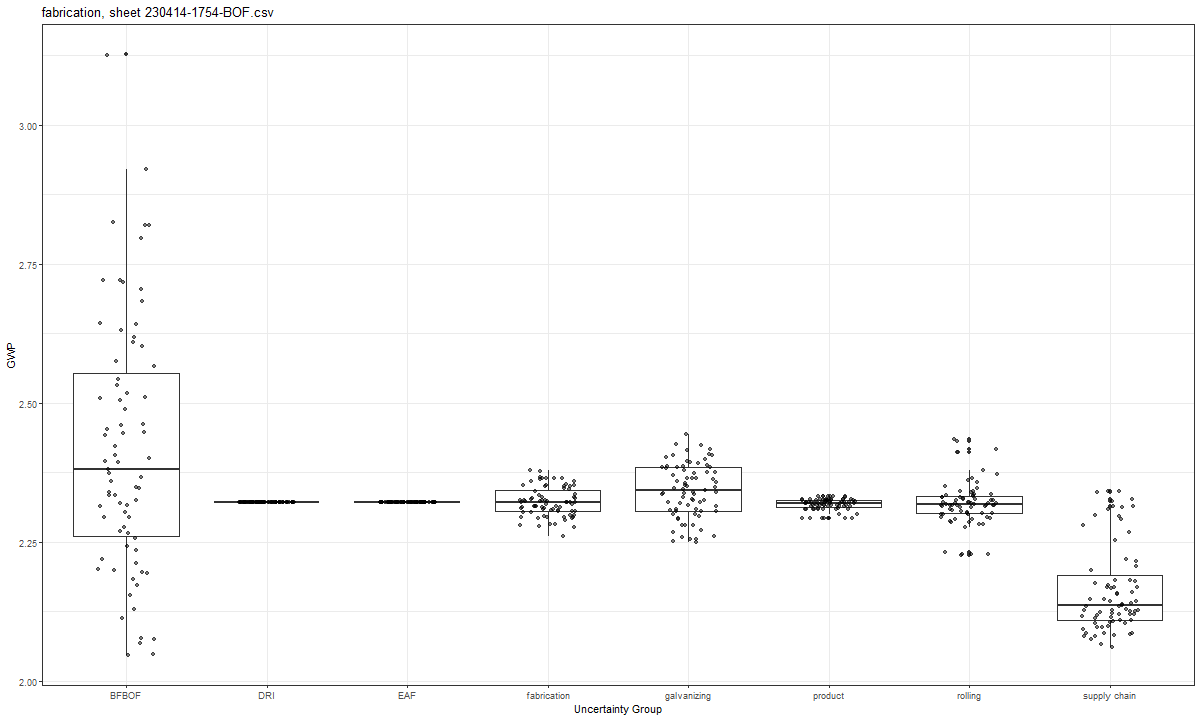 fabrication, sheet 230414-1754-BOF.csv
GWP
3.00
2.75
2.50
2.25
2.00
BFBOF DRI EAF fabrication galvanizing product rolling supply chain
Uncertainty Group